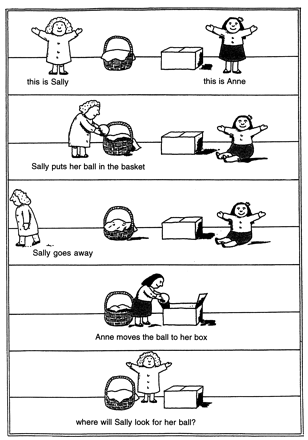 this is Sally
this is Anne
Sally puts her ball in the basket
Sally goes away
Anne moves the ball to her box
where will Sally look for her ball?